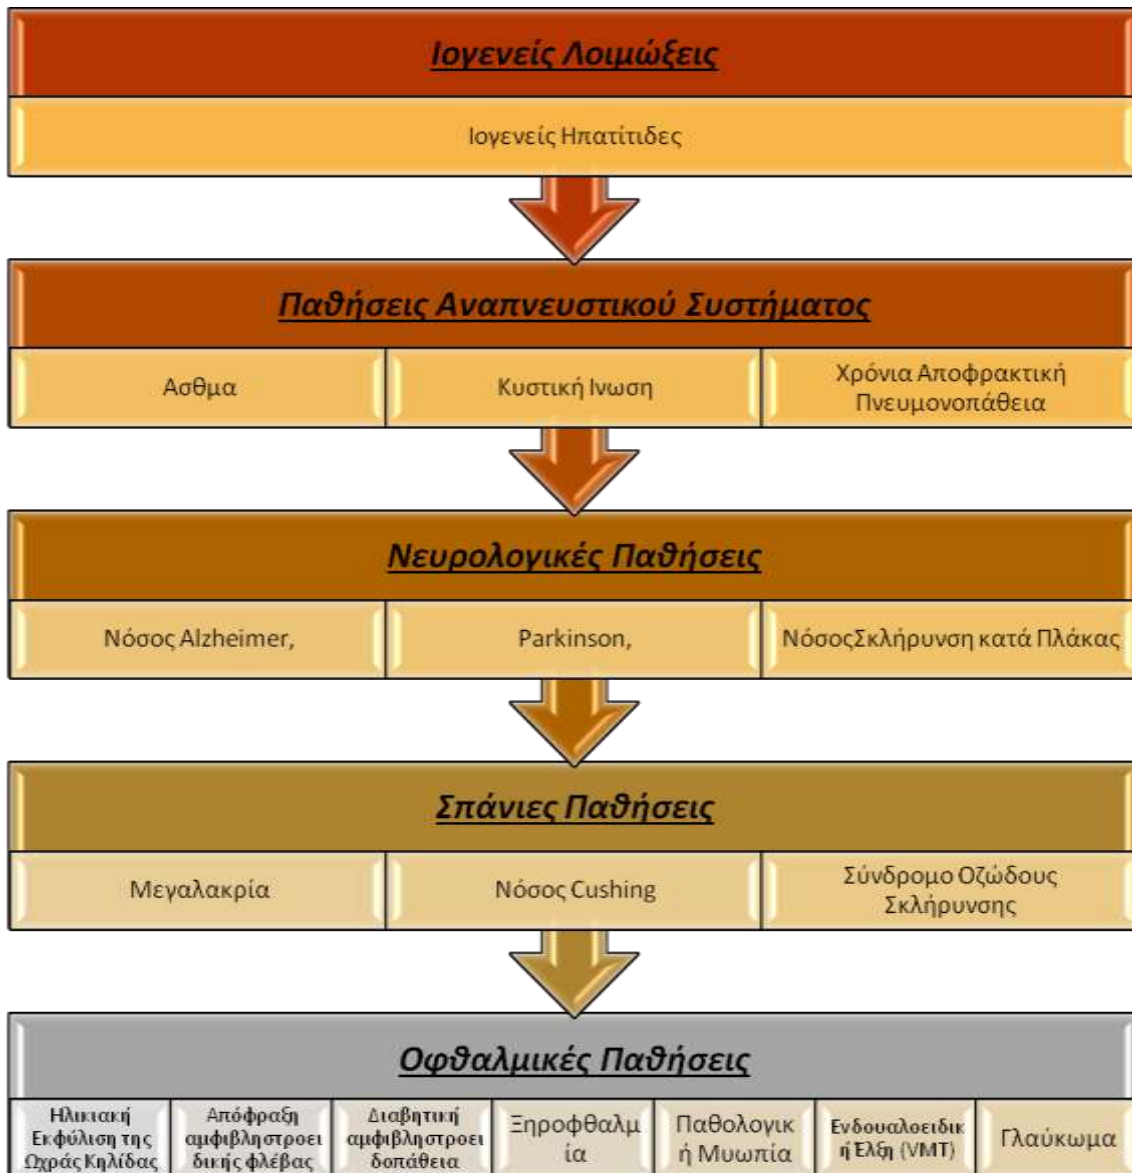 Ιογενείς Λοιμώξεις
Ιογενείς Ηπατίτιδες
Παθήσεις Αναπνευστικού Συστήματος
Ασθμα
Κυστική Ινωση
Χρόνια Αποφρακτική
Πνευμονοπάθεια
Νευρολογικές Παθήσεις
Νόσος Alzheimer,
Parkinson,
ΝόσοςΣκλήρυνση κατά Πλάκας
Σπάνιες Παθήσεις
Μεγαλακρία
Νόσος Cushing
Σύνδρομο Οζώδους
Σκλήρυνσης
Οφθαλμικές Παθήσεις
Ηλικιακή
Εκφύλιση της
Ωχράς Κηλίδας
Απόφραξη
αμφιβληστροει
δικής φλέβας
Διαβητική
αμφιβληστροει
δοπάθεια
Ξηροφθαλμ
ία
Παθολογικ
ή Μυωπία
Ενδουαλοειδικ
ή Έλξη (VMT)
Γλαύκωμα